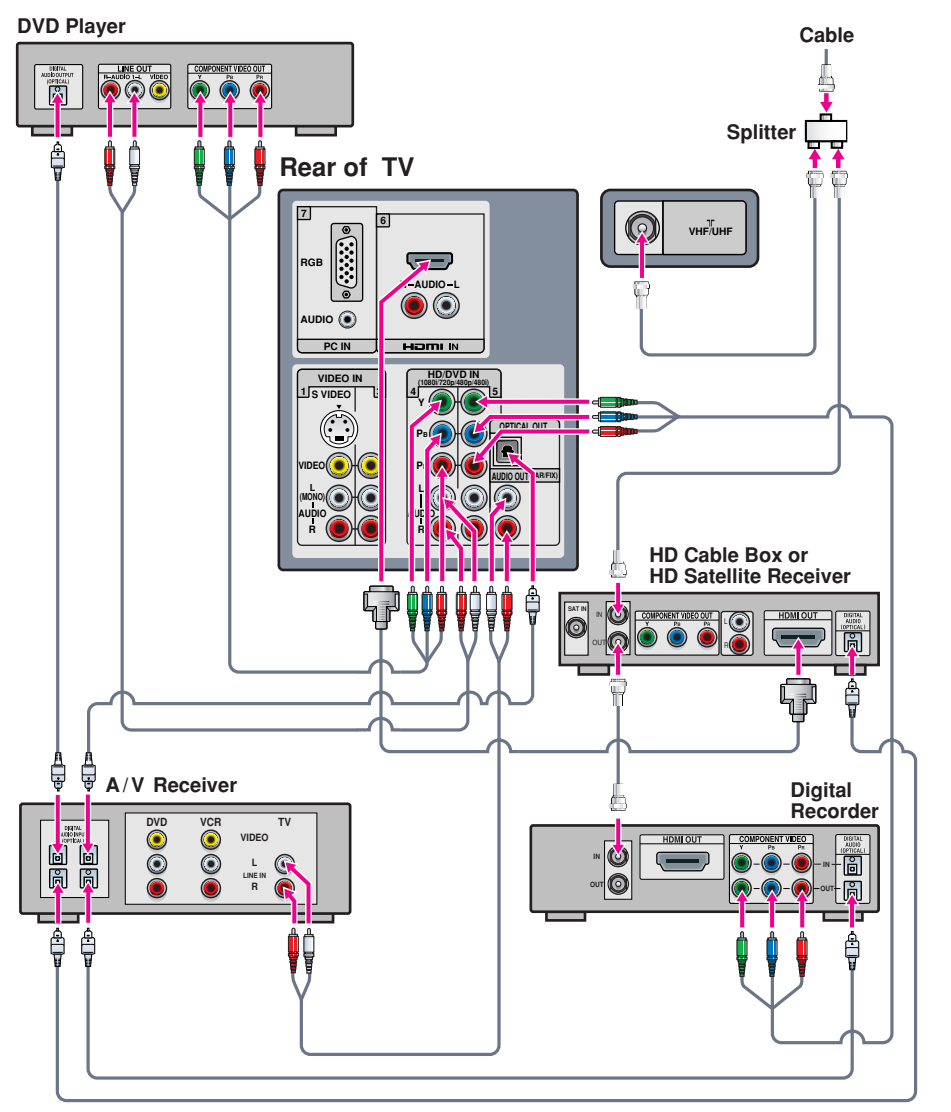 DVD Player
DIGITAL
AUDIO OUTPUT
(OPTICAL)
LINE OUT
R–AUDIO 1–L VIDEO
COMPONENT VIDEO OUT
Y PB PR
Cable
Splitter
Rear of TV
7
6
RGB
AUDIO
PC IN
–AUDIO–L
HDMI IN
VHF/UHF
VIDEO IN
1
S VIDEO
VIDEO
L
(MONO)
AUDIO
R
HD/DVD IN
(1080i/720p/480p/480i)
4
5
Y
PB
P
L
R
OPTICAL OUT
AUDIO OUT (AR/FIX)
HD Cable Box or
HD Satellite Receiver
SAT IN
IN
OUT
COMPONENT VIDEO OUT
Y PB PR
L
R
HDMI OUT
DIGITAL
AUDIO
(OPTICAL)
A/V Receiver
DIGITAL
AUDIO INPUT
(OPTICAL)
DVD VCR TV
VIDEO
L
LINE IN
R
Digital
Recorder
IN
OUT
HDMI OUT
COMPONENT VIDEO
Y PB PR
IN
OUT
DIGITAL
AUDIO
(OPTICAL)